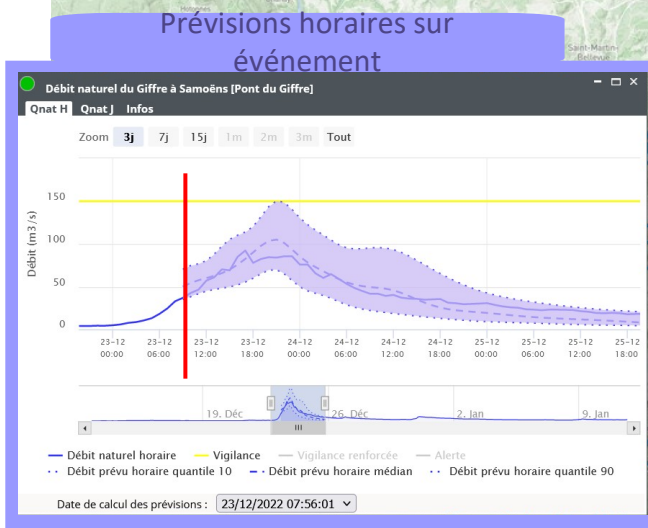 Prévisions horaires sur
événement
Saint-Martin-
Bellevue
Débit naturel du Giffre à Samoëns [Pont du Giffre]
Qnat H Qnat J Infos
Zoom 3j 7j 15j 1m 2m 3m Tout
Débit (m3/s)
150
100
50
0
23-12 23-12 23-12 23-12 24-12 24-12 24-12 24-12 25-12 25-12 25-12 25-12
00:00 06:00 12:00 18:00 00:00 06:00 12:00 18:00 00:00 06:00 12:00 18:00
19. Déc 26. Déc 2. Jan 9. Jan
Débit naturel horaire Vigilance Vigilance renforcée Alerte
Débit prévu horaire quantile 10 Débit prévu horaire médian Débit prévu horaire quantile 90
Date de calcul des prévisions : 23/12/2022 07:56:01